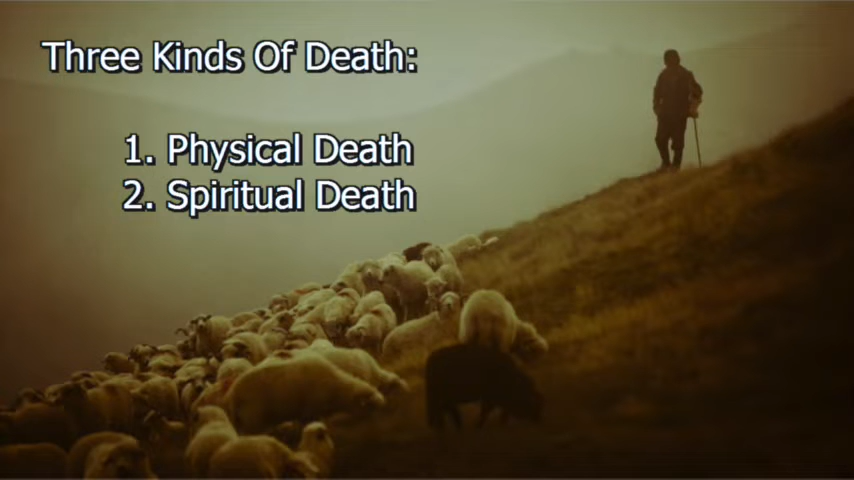 Three Kinds Of Death:
1. Physical Death
2. Spiritual Death